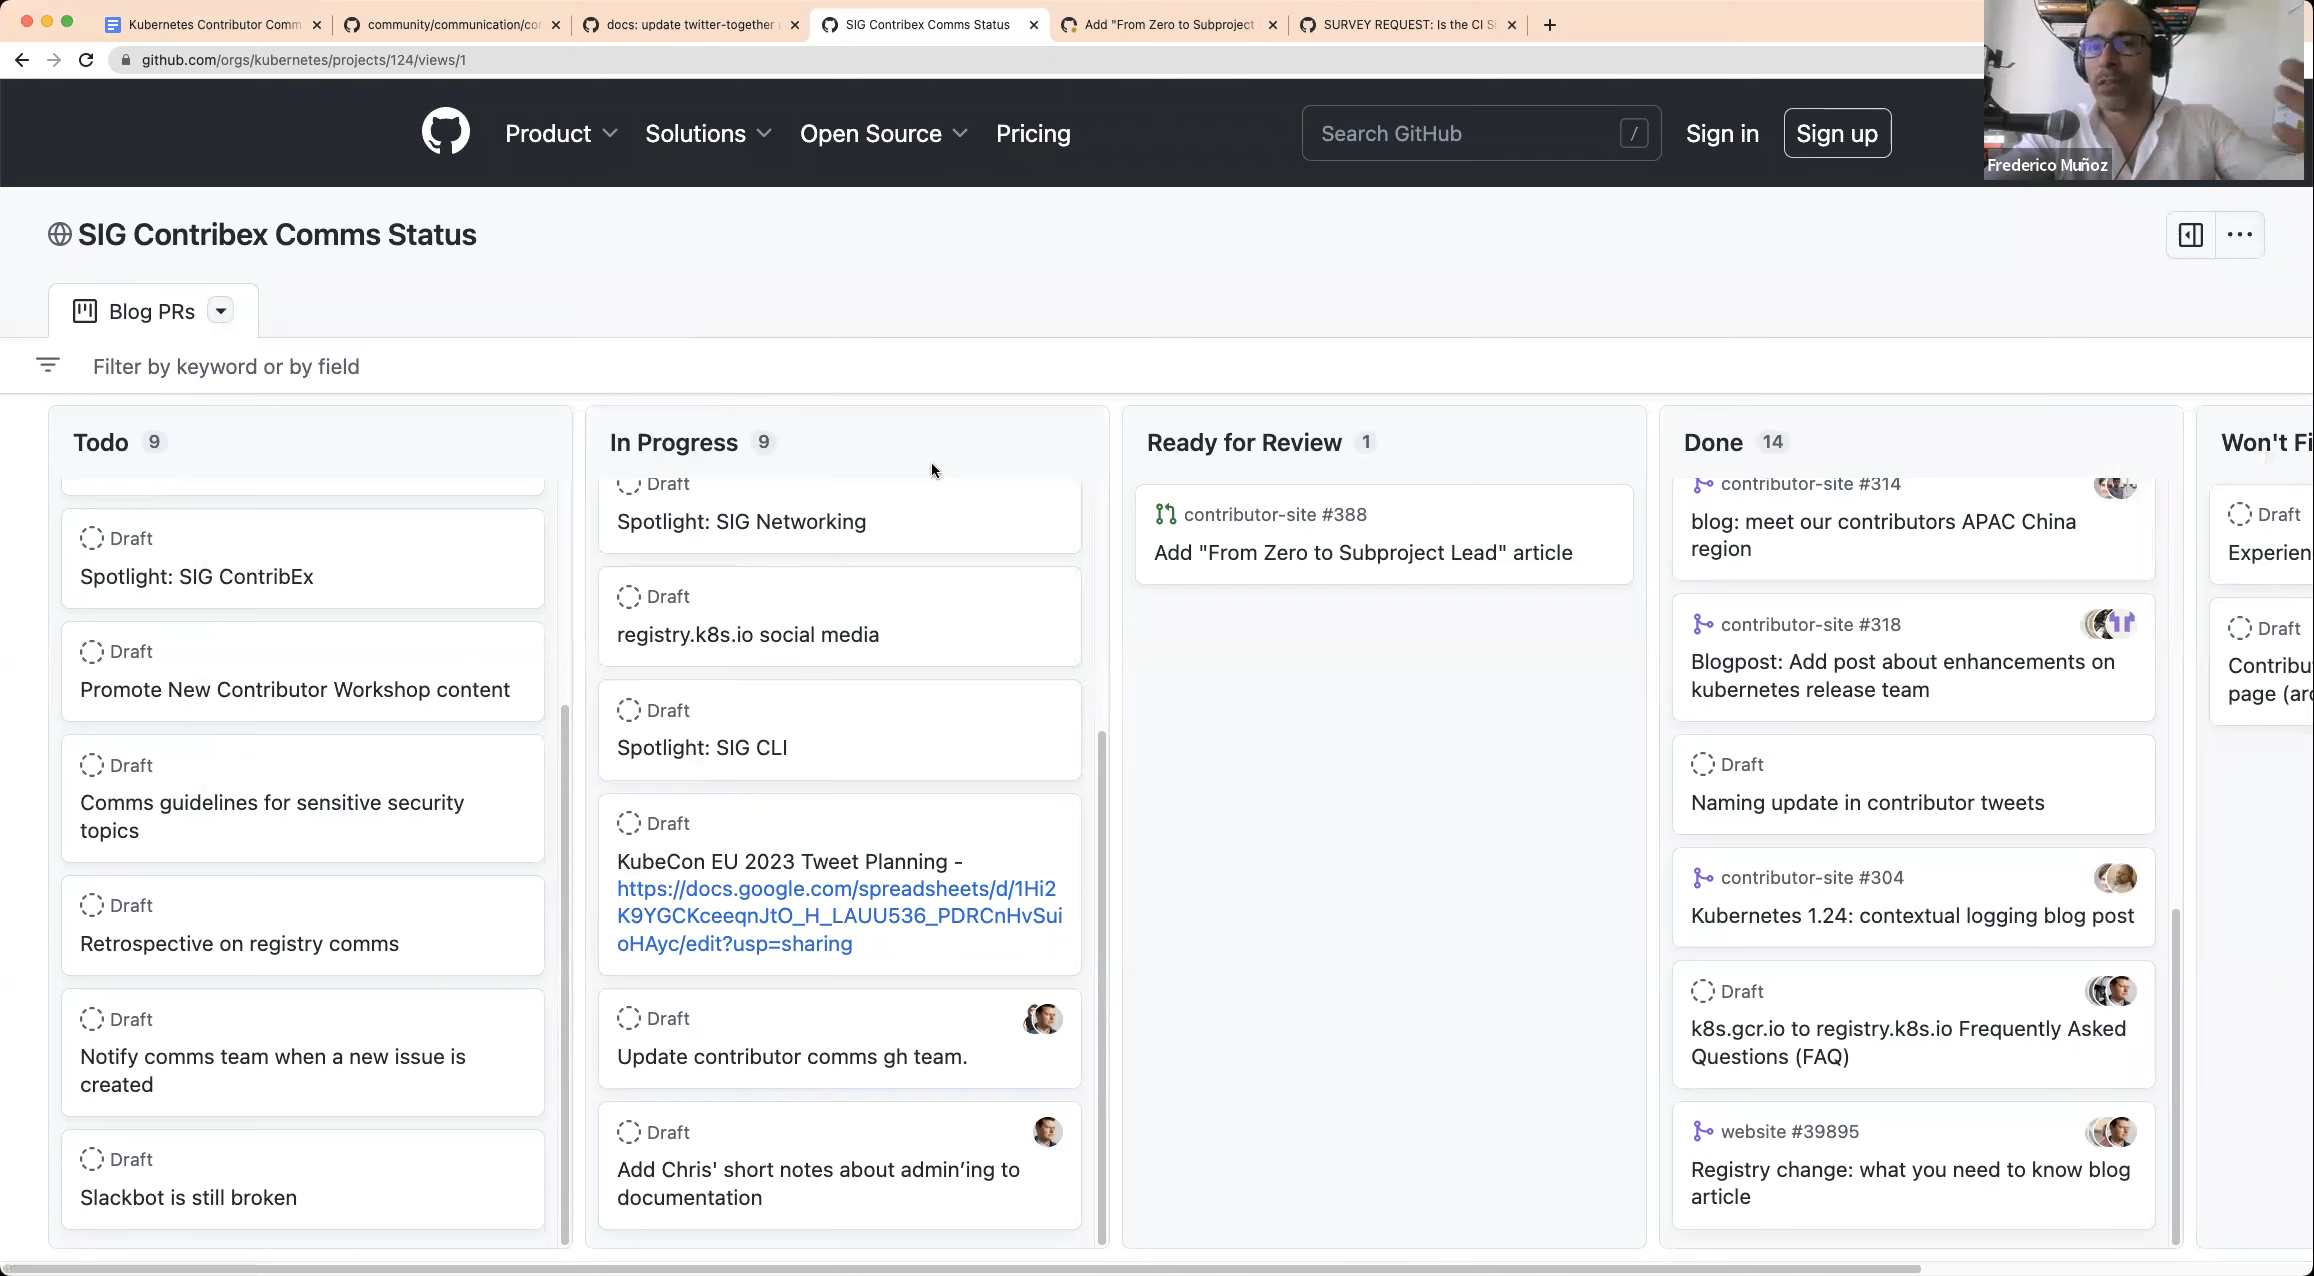 Kubernetes Contributor Comm
community/communication/co
docs: update twitter-together
SIG Contribex Comms Status
Add "From Zero to Subproject
SURVEY REQUEST: Is the CI S
github.com/orgs/kubernetes/projects/124/views/1
Product
Solutions
Open Source
Pricing
Search GitHub
/
Sign in
Sign up
Frederico Muñoz
SIG Contribex Comms Status
Blog PRs
Filter by keyword or by field
Todo 9
Draft
Spotlight: SIG ContribEx
Draft
Promote New Contributor Workshop content
Draft
Comms guidelines for sensitive security
topics
Draft
Retrospective on registry comms
Draft
Notify comms team when a new issue is
created
Draft
Slackbot is still broken
In Progress 9
Draft
Spotlight: SIG Networking
Draft
registry.k8s.io social media
Draft
Spotlight: SIG CLI
Draft
KubeCon EU 2023 Tweet Planning -
https://docs.google.com/spreadsheets/d/1Hi2
K9YGCKceeqnJtO_H_LAUU536_PDRCnHvSui
oHAyc/edit?usp=sharing
Draft
Update contributor comms gh team.
Draft
Add Chris' short notes about admin’ing to
documentation
Ready for Review 1
contributor-site #388
Add "From Zero to Subproject Lead" article
Done 14
contributor-site #314
blog: meet our contributors APAC China
region
contributor-site #318
Blogpost: Add post about enhancements on
kubernetes release team
Draft
Naming update in contributor tweets
contributor-site #304
Kubernetes 1.24: contextual logging blog post
Draft
k8s.gcr.io to registry.k8s.io Frequently Asked
Questions (FAQ)
website #39895
Registry change: what you need to know blog
article
Won't Fi
Draft
Experien
Draft
Contribu
page (ar